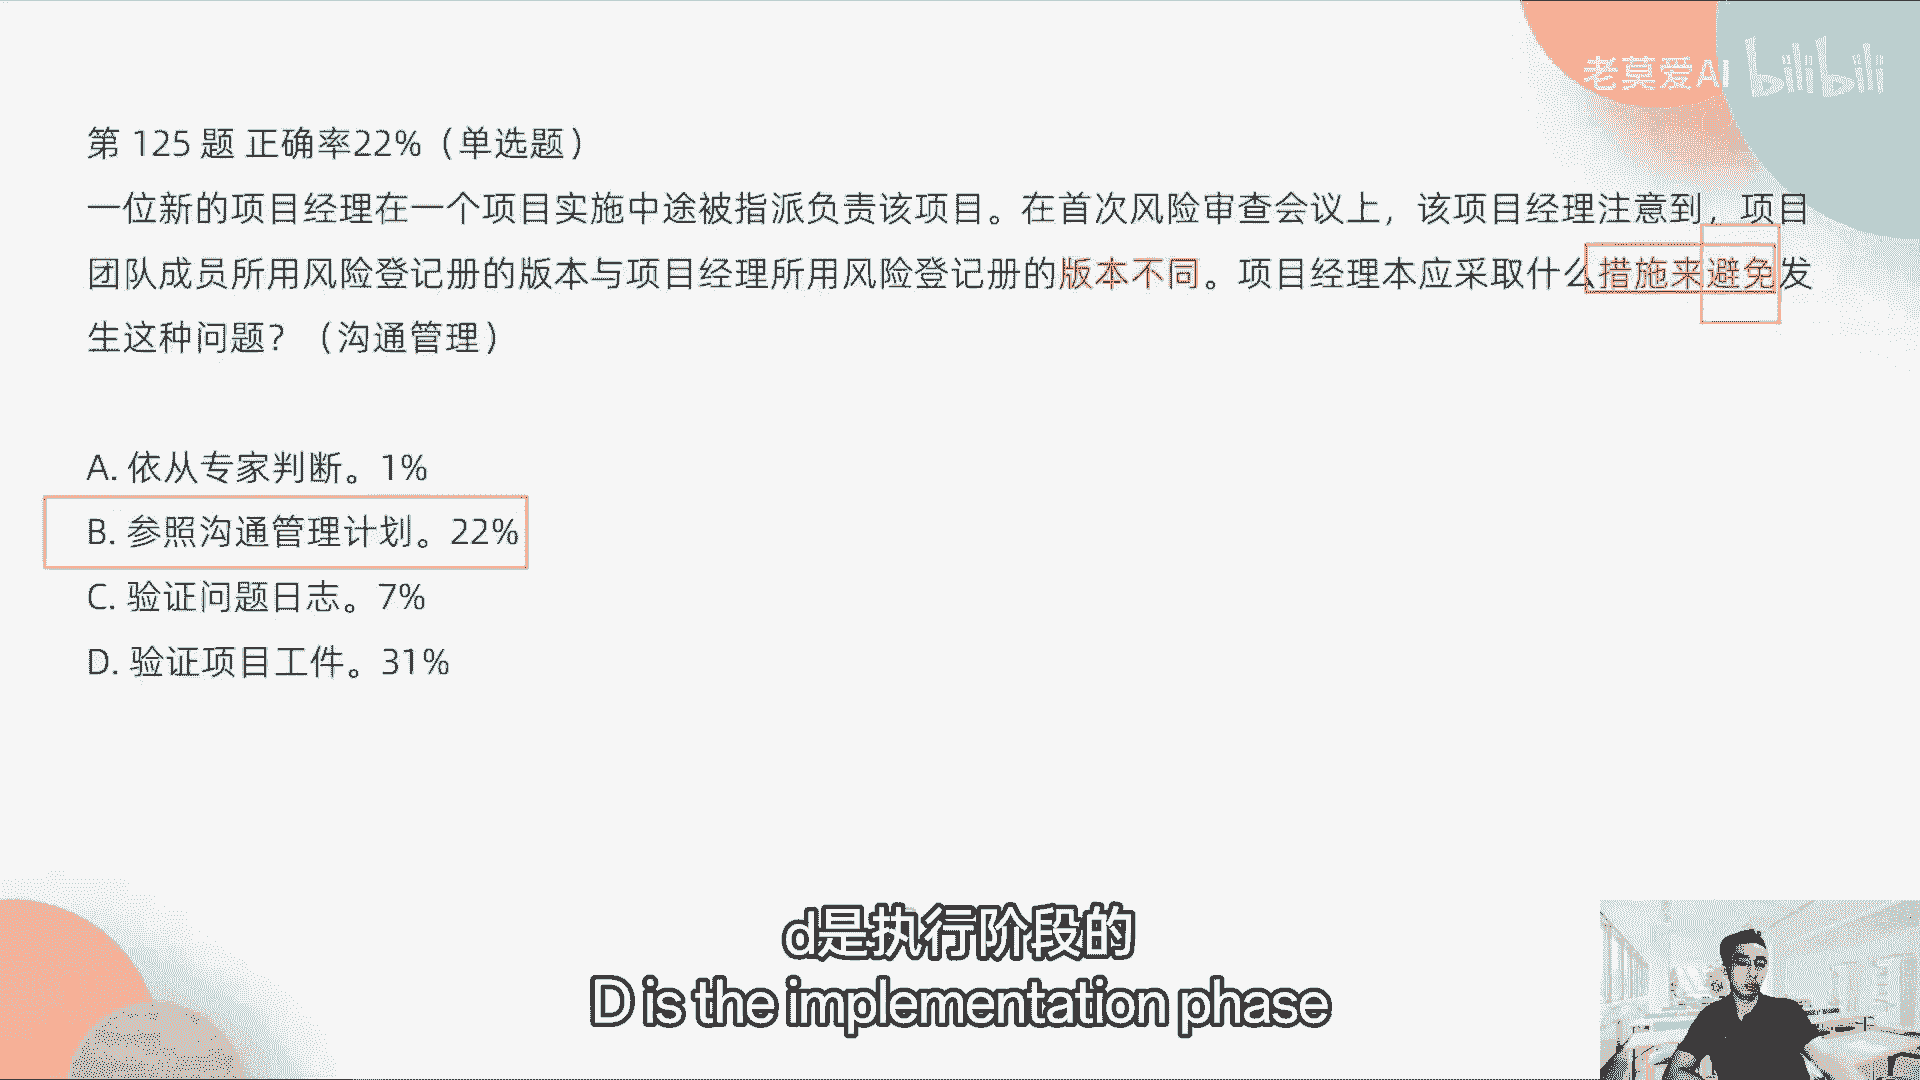 老莫爱AI bilibili
第 125 题 正确率22%（单选题）
一位新的项目经理在一个项目实施中途被指派负责该项目。在首次风险审查会议上，该项目经理注意到，项目
团队成员所用风险登记册的版本与项目经理所用风险登记册的版本不同。项目经理本应采取什么措施来避免发
生这种问题？（沟通管理）
A. 依从专家判断。1%
B. 参照沟通管理计划。22%
C. 验证问题日志。7%
D. 验证项目工件。31%
d是执行阶段的
D is the implementation phase